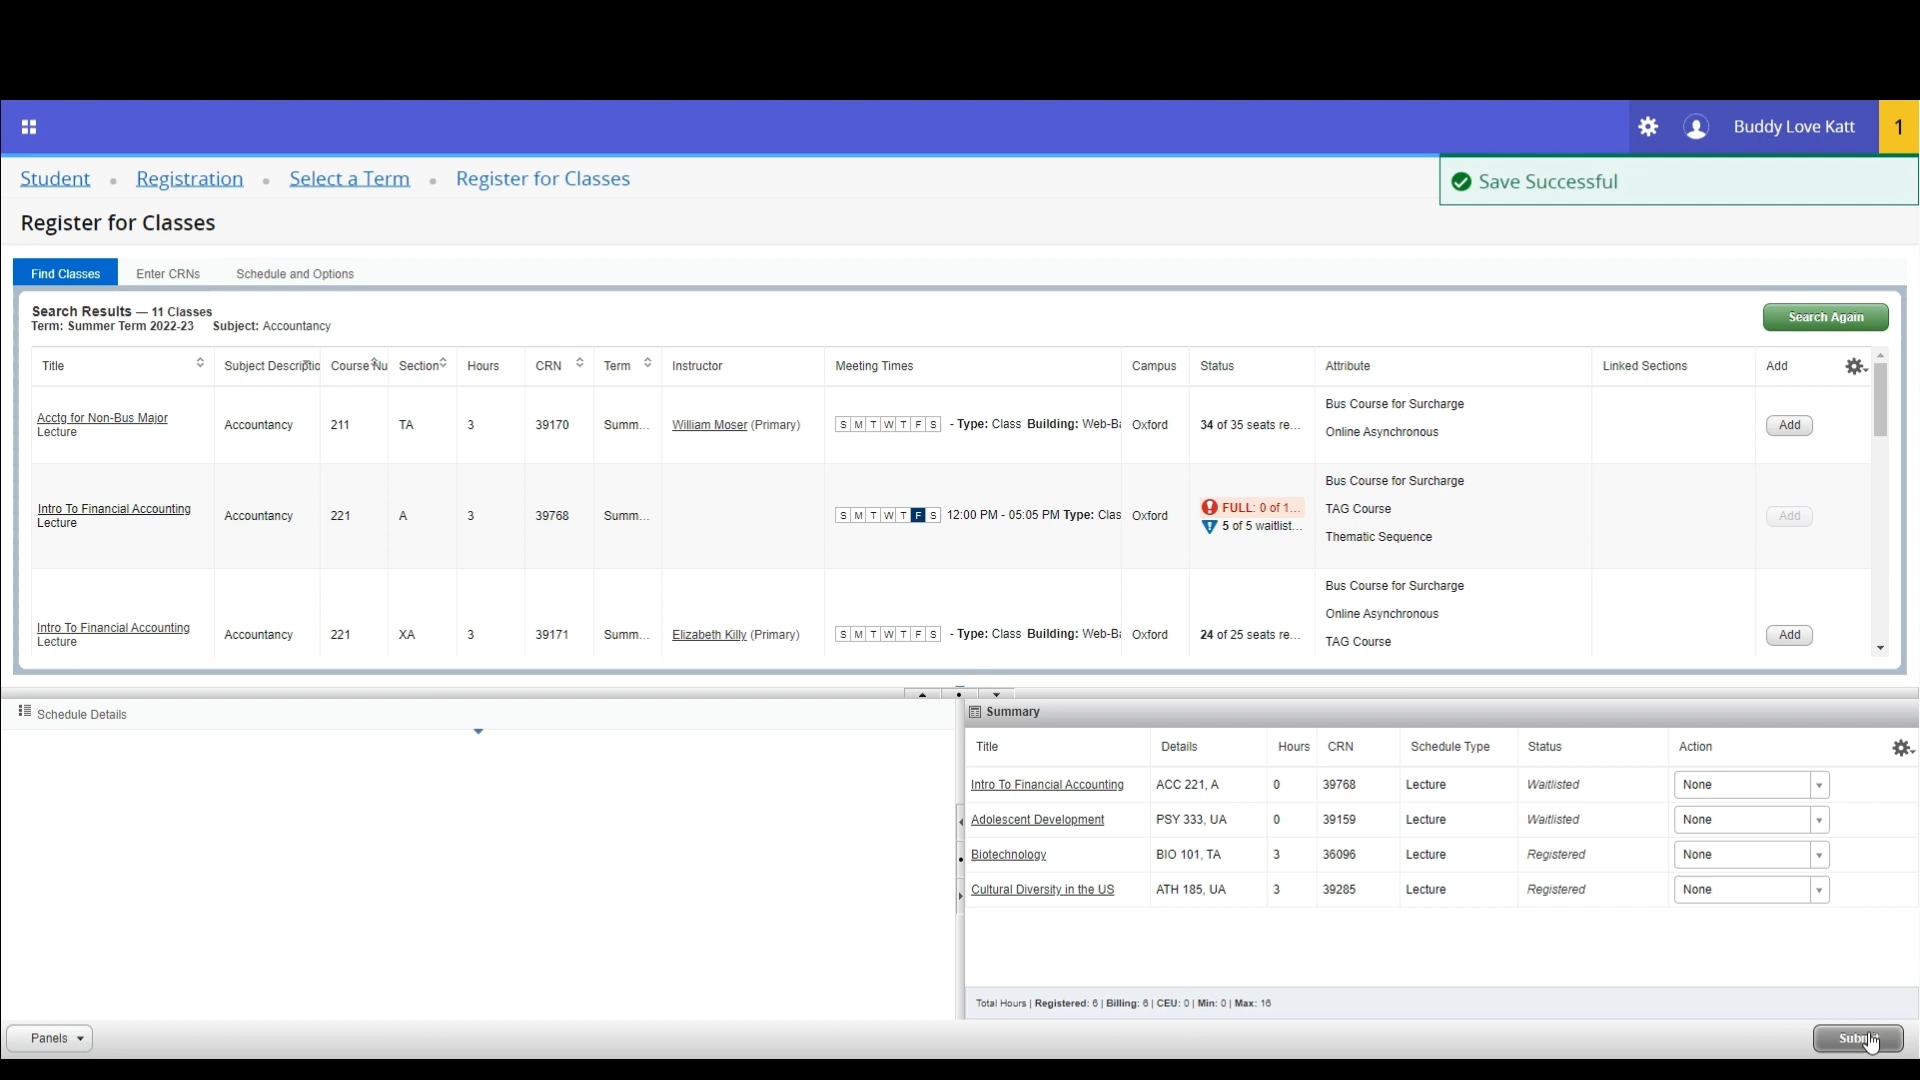 Buddy Love Katt
1
Student • Registration • Select a Term • Register for Classes
Save Successful
Register for Classes
Find Classes Enter CRNs Schedule and Options
Search Results — 11 Classes
Term: Summer Term 2022-23 Subject: Accountancy
Search Again
Title Subject Descriptio Course Nu Section Hours CRN Term Instructor Meeting Times Campus Status Attribute Linked Sections Add
Acctg for Non-Bus Major
Lecture
Accountancy 211 TA 3 39170 Summ... William Moser (Primary) S M T W T F S - Type: Class Building: Web-Ba Oxford 34 of 35 seats re...
Bus Course for Surcharge
Online Asynchronous
Add
Intro To Financial Accounting
Lecture
Accountancy 221 A 3 39768 Summ... S M T W T F S 12:00 PM - 05:05 PM Type: Clas Oxford
FULL: 0 of 1...
5 of 5 waitlist...
Bus Course for Surcharge
TAG Course
Thematic Sequence
Add
Intro To Financial Accounting
Lecture
Accountancy 221 XA 3 39171 Summ... Elizabeth Killy (Primary) S M T W T F S - Type: Class Building: Web-Ba Oxford 24 of 25 seats re...
Bus Course for Surcharge
Online Asynchronous
TAG Course
Add
Schedule Details
Summary
Title Details Hours CRN Schedule Type Status Action
Intro To Financial Accounting ACC 221, A 0 39768 Lecture Waitlisted None
Adolescent Development PSY 333, UA 0 39159 Lecture Waitlisted None
Biotechnology BIO 101, TA 3 36096 Lecture Registered None
Cultural Diversity in the US ATH 185, UA 3 39285 Lecture Registered None
Total Hours | Registered: 6 | Billing: 6 | CEU: 0 | Min: 0 | Max: 16
Panels
Submit